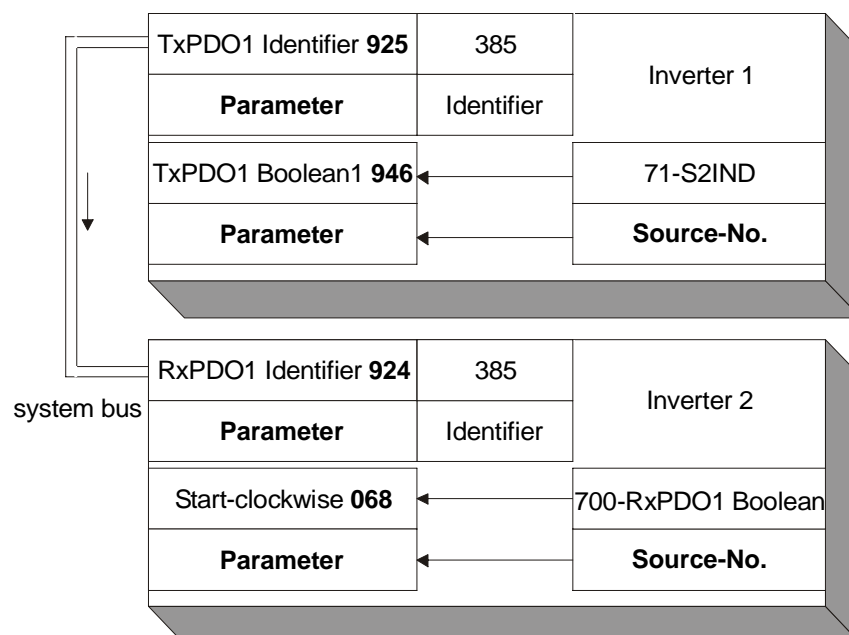 TxPDO1 Identifier 925 385
Inverter 1
Parameter Identifier
TxPDO1 Boolean1 946 71-S2IND
Parameter Source-No.
RxPDO1 Identifier 924 385
Inverter 2
system bus
Parameter Identifier
Start-clockwise 068 700-RxPDO1 Boolean
Parameter Source-No.